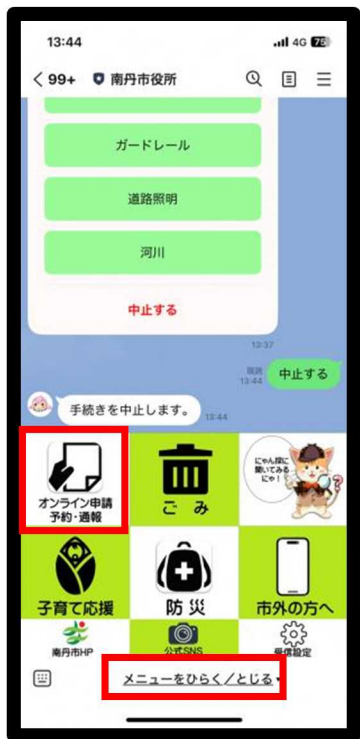 13:44
4G 75
99+ 南丹市役所
ガードレール
道路照明
河川
中止する
13:37
既読
13:44
中止する
手続きを中止します。
13:44
オンライン申請
予約・通報
ごみ
にゃん探に
聞いてみる
にゃ！
子育て応援
防災
市外の方へ
南丹市HP
公式SNS
受信設定
メニューをひらく/とじる